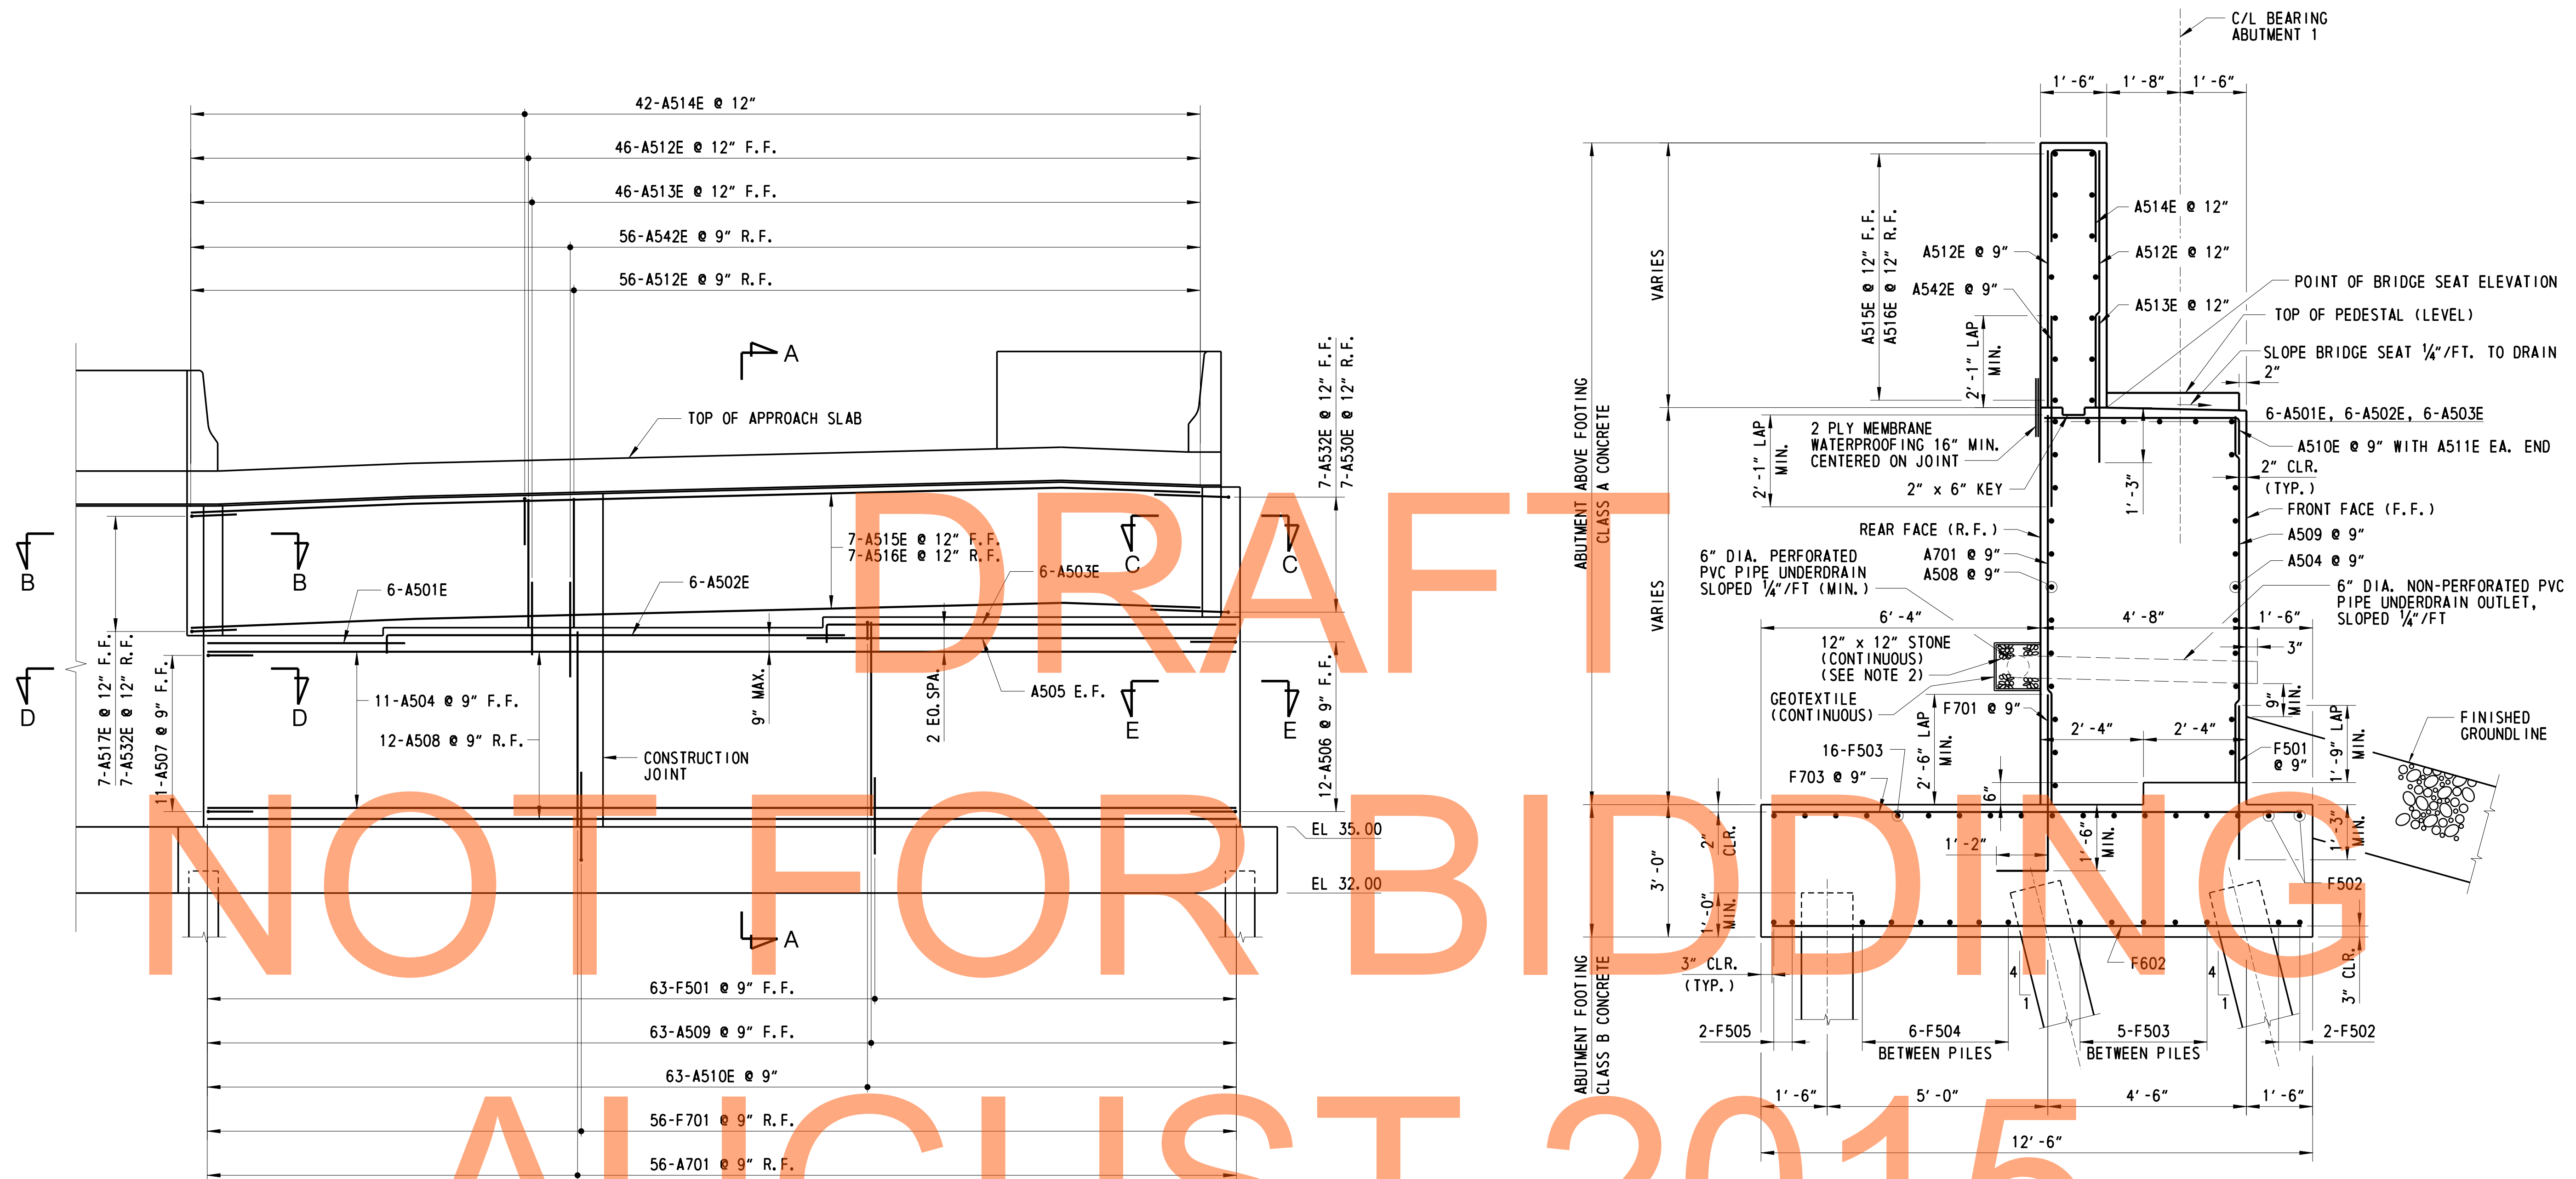 42-A514E @ 12"
46-A512E @ 12" F.F.
46-A513E @ 12" F.F.
56-A542E @ 9" R.F.
56-A512E @ 9" R.F.
A
TOP OF APPROACH SLAB
7-A532E @ 12" F.F.
7-A530E @ 12" R.F.
B
B
7-A515E @ 12" F.F.
7-A516E @ 12" R.F.
C
C
6-A501E
6-A502E
6-A503E
7-A517E @ 12" F.F.
7-A532E @ 12" R.F.
11-A507 @ 9" F.F.
D
D
11-A504 @ 9" F.F.
12-A508 @ 9" R.F.
9" MAX.
2 EQ.SPA.
A505 E.F.
E
E
12-A506 @ 9" F.F.
CONSTRUCTION
JOINT
EL 35.00
EL 32.00
A
63-F501 @ 9" F.F.
63-A509 @ 9" F.F.
63-A510E @ 9"
56-F701 @ 9" R.F.
56-A701 @ 9" R.F.
C/L BEARING
ABUTMENT 1
1'-6"
1'-8"
1'-6"
ABUTMENT ABOVE FOOTING
CLASS A CONCRETE
VARIES
VARIES
A515E @ 12" F.F.
A516E @ 12" R.F.
A514E @ 12"
A512E @ 9"
A512E @ 12"
A542E @ 9"
A513E @ 12"
2'-1" LAP
MIN.
POINT OF BRIDGE SEAT ELEVATION
TOP OF PEDESTAL (LEVEL)
SLOPE BRIDGE SEAT ¼"/FT. TO DRAIN
2"
6-A501E, 6-A502E, 6-A503E
2 PLY MEMBRANE
WATERPROOFING 16" MIN.
CENTERED ON JOINT
2'-1" LAP
MIN.
A510E @ 9" WITH A511E EA. END
2" CLR.
(TYP.)
2" x 6" KEY
1'-3"
FRONT FACE (F.F.)
REAR FACE (R.F.)
A509 @ 9"
A701 @ 9"
A508 @ 9"
A504 @ 9"
6" DIA. PERFORATED
PVC PIPE UNDERDRAIN
SLOPED ¼"/FT (MIN.)
6" DIA. NON-PERFORATED PVC
PIPE UNDERDRAIN OUTLET,
SLOPED ¼"/FT
6'-4"
4'-8"
1'-6"
12" x 12" STONE
(CONTINUOUS)
(SEE NOTE 2)
3"
GEOTEXTILE
(CONTINUOUS)
F701 @ 9"
2'-6" LAP
MIN.
2'-4"
2'-4"
9"
MIN.
1'-9" LAP
MIN.
FINISHED
GROUNDLINE
F501
@ 9"
16-F503
F703 @ 9"
6"
3'-0"
2"
CLR.
1'-2"
1'-6"
MIN.
1'-3"
MIN.
F502
1'-0"
MIN.
3" CLR.
(TYP.)
4
1
F602
4
1
3" CLR.
ABUTMENT FOOTING
CLASS B CONCRETE
2-F505
6-F504
BETWEEN PILES
5-F503
BETWEEN PILES
2-F502
1'-6"
5'-0"
4'-6"
1'-6"
12'-6"
DRAFT
NOT FOR BIDDING
AUGUST 2015